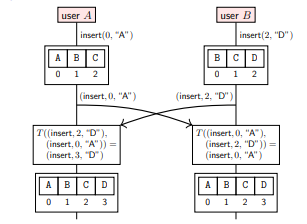 user A
user B
insert(0, "A")
insert(2, "D")
A B C
B C D
0 1 2
0 1 2
(insert, 0, "A")
(insert, 2, "D")
T((insert, 2, "D"),
(insert, 0, "A")) =
(insert, 3, "D")
T((insert, 0, "A"),
(insert, 2, "D")) =
(insert, 0, "A")
A B C D
A B C D
0 1 2 3
0 1 2 3